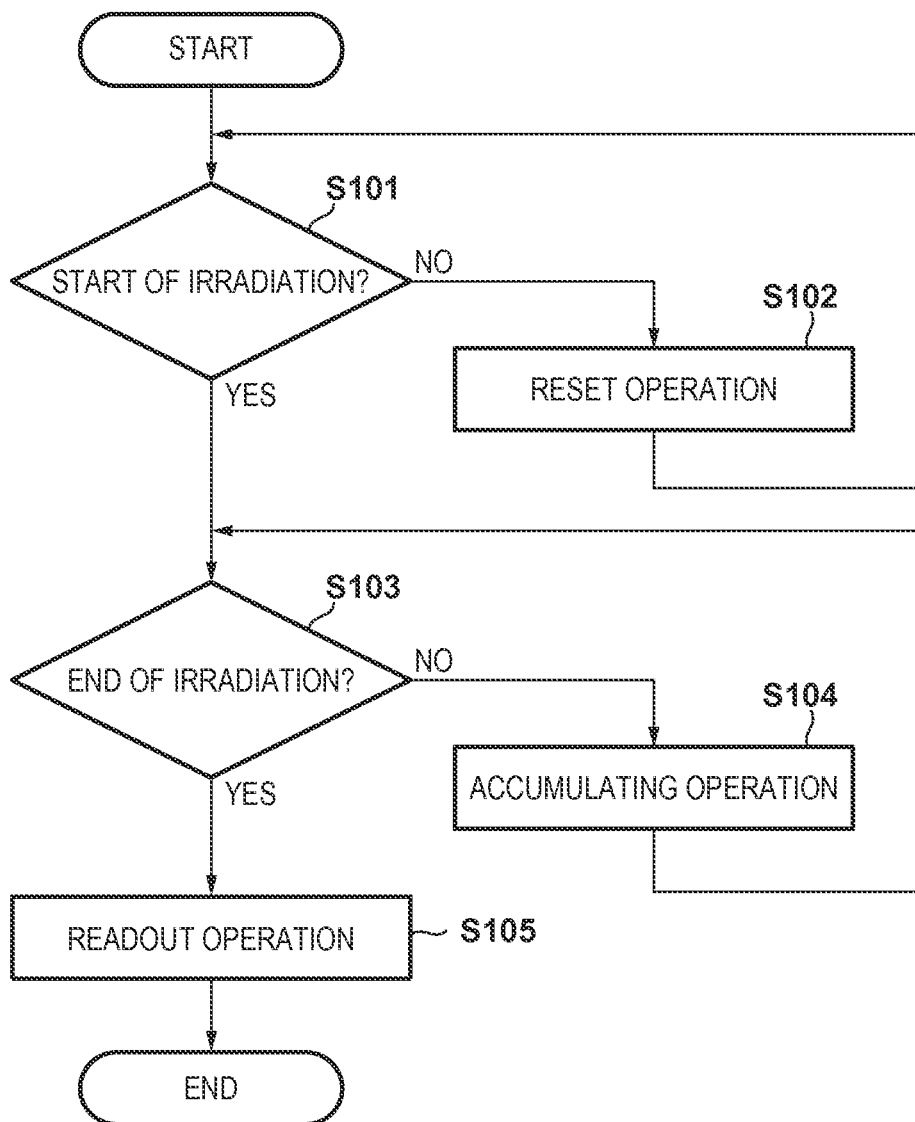 START
S101
START OF IRRADIATION?
NO
S102
RESET OPERATION
YES
S103
END OF IRRADIATION?
NO
S104
ACCUMULATING OPERATION
YES
READOUT OPERATION
S105
END